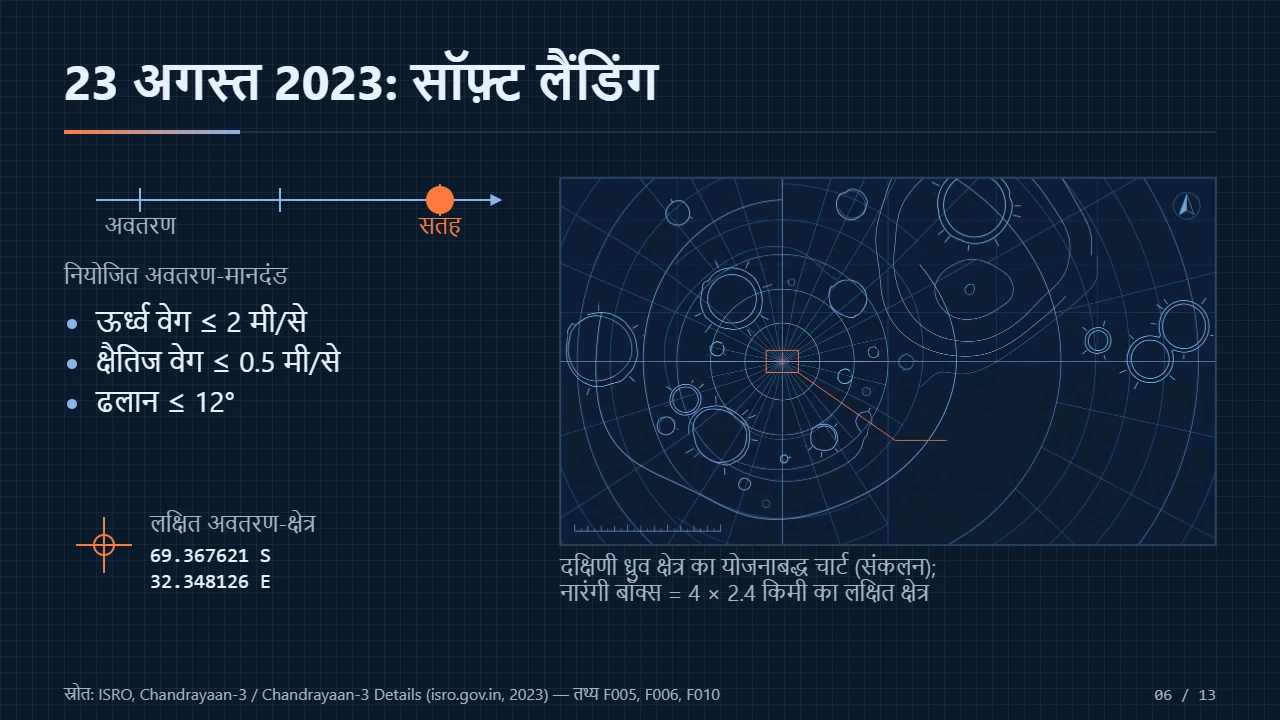 23 अगस्त 2023: सॉफ़्ट लैंडिंग
अवतरण
सतह
नियोजित अवतरण-मानदंड
• ऊर्ध्व वेग ≤ 2 मी/से
• क्षैतिज वेग ≤ 0.5 मी/से
• ढलान ≤ 12°
लक्षित अवतरण-क्षेत्र
69.367621 S
32.348126 E
दक्षिणी ध्रुव क्षेत्र का योजनाबद्ध चार्ट (संकलन);
नारंगी बॉक्स = 4 × 2.4 किमी का लक्षित क्षेत्र
स्रोत: ISRO, Chandrayaan-3 / Chandrayaan-3 Details (isro.gov.in, 2023) — तथ्य F005, F006, F010
06 / 13